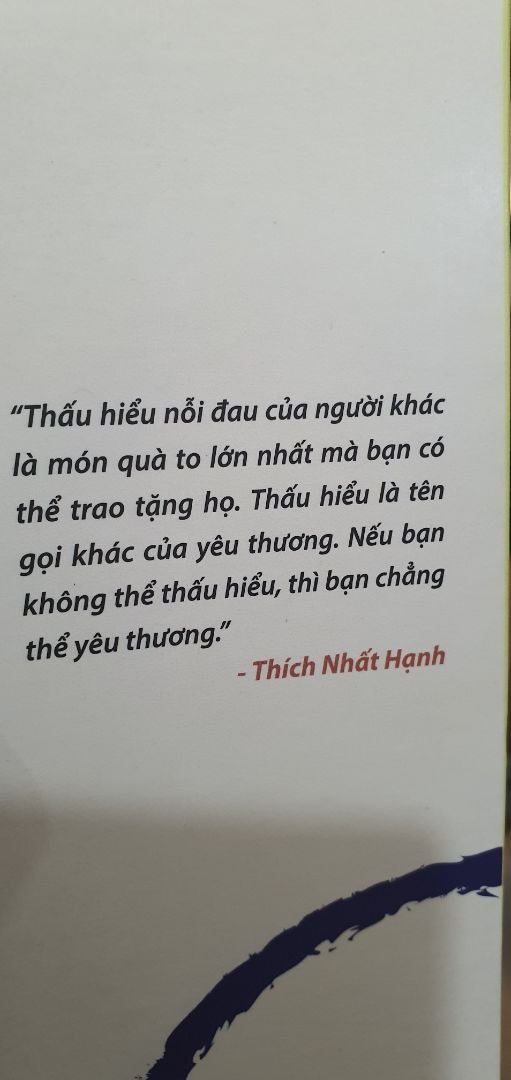 “Thấu hiểu nỗi đau của người khác
là món quà to lớn nhất mà bạn có
thể trao tặng họ. Thấu hiểu là tên
gọi khác của yêu thương. Nếu bạn
không thể thấu hiểu, thì bạn chẳng
thể yêu thương.”
- Thích Nhất Hạnh